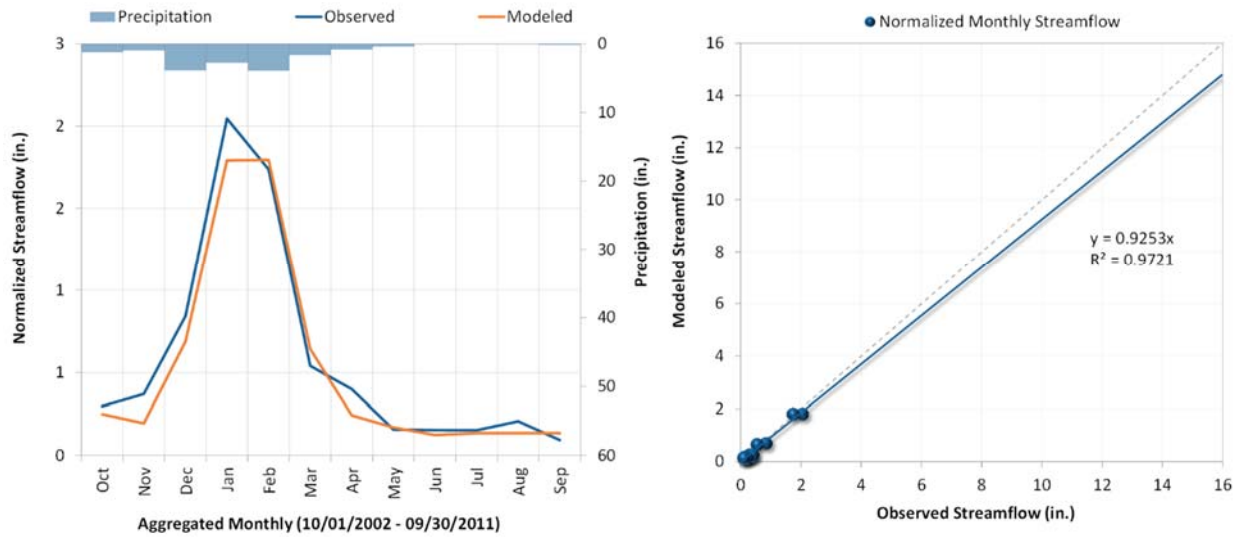 Precipitation Observed Modeled
Normalized Streamflow (in.)
3
2
2
1
1
0
0
10
20
30
40
50
60
Precipitation (in.)
Oct Nov Dec Jan Feb Mar Apr May Jun Jul Aug Sep
Aggregated Monthly (10/01/2002 - 09/30/2011)
Normalized Monthly Streamflow
Modeled Streamflow (in.)
16
14
12
10
8
6
4
2
0
y = 0.9253x
R² = 0.9721
0 2 4 6 8 10 12 14 16
Observed Streamflow (in.)